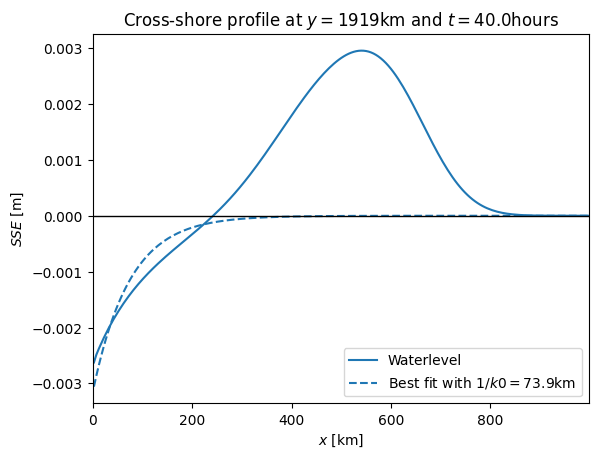 Cross-shore profile at y = 1919km and t = 40.0hours
SSE [m]
0.003
0.002
0.001
0.000
−0.001
−0.002
−0.003
Waterlevel
Best fit with 1/k0 = 73.9km
0 200 400 600 800
x [km]